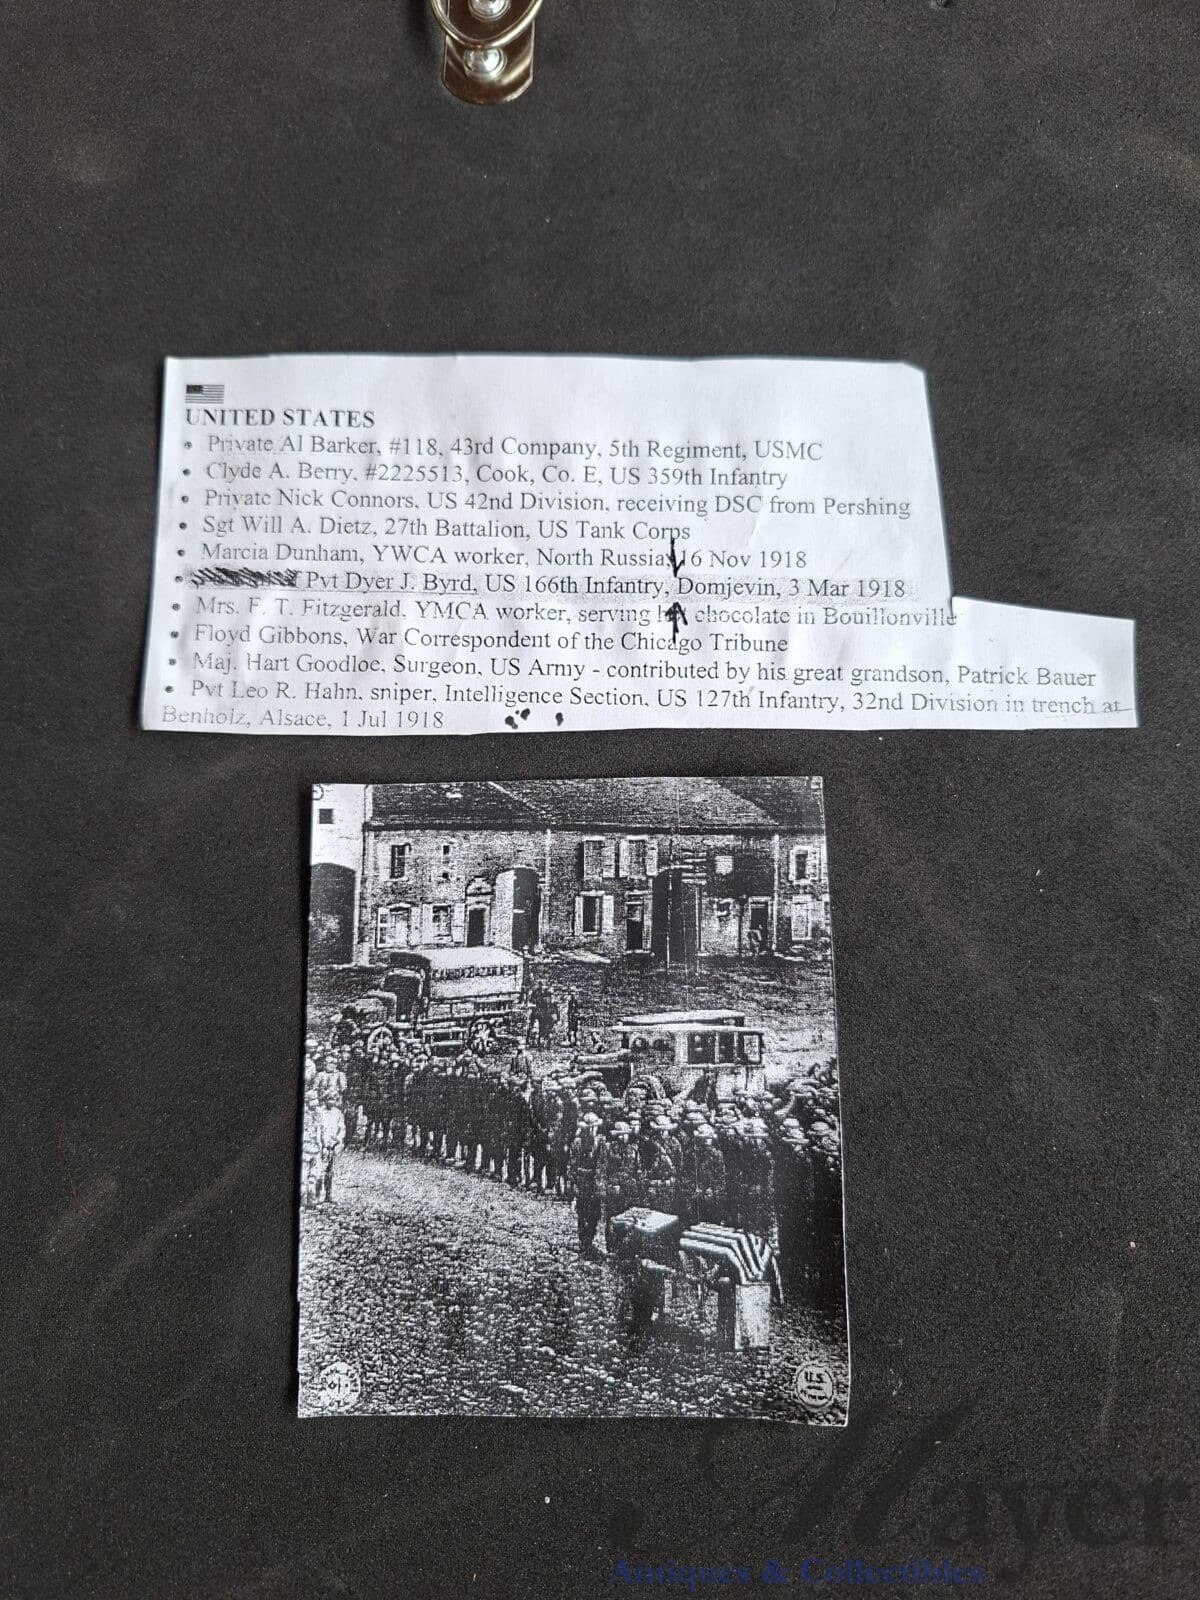 UNITED STATES
• Private Al Barker, #118, 43rd Company, 5th Regiment, USMC
• Clyde A. Berry, #2225513, Cook, Co. E, US 359th Infantry
• Private Nick Connors, US 42nd Division, receiving DSC from Pershing
• Sgt Will A. Dietz, 27th Battalion, US Tank Corps
• Marcia Dunham, YWCA worker, North Russia, 16 Nov 1918
• Pvt Dyer J. Byrd, US 166th Infantry, Domjevin, 3 Mar 1918
• Mrs. F. T. Fitzgerald, YMCA worker, serving chocolate in Bouillonville
• Floyd Gibbons, War Correspondent of the Chicago Tribune
• Maj. Hart Goodloe, Surgeon, US Army - contributed by his great grandson, Patrick Bauer
• Pvt Leo R. Hahn, sniper, Intelligence Section, US 127th Infantry, 32nd Division in trench at
Benholz, Alsace, 1 Jul 1918
U.S
Mayer
Antiques & Collectibles